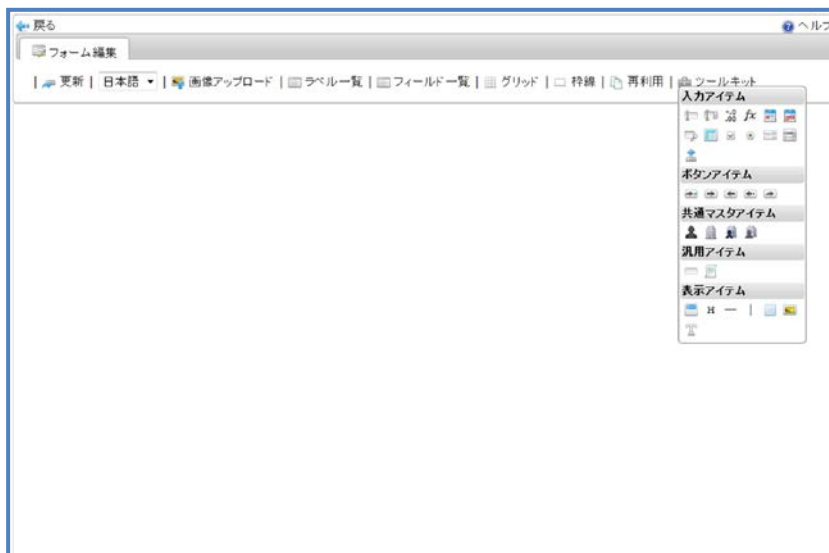 戻る
ヘルプ
フォーム編集
| 更新 | 日本語 | 画像アップロード | ラベル一覧 | フィールド一覧 | グリッド | 枠線 | 再利用 | ツールキット
入力アイテム
fx
ボタンアイテム
共通マスタアイテム
汎用アイテム
表示アイテム
H
T